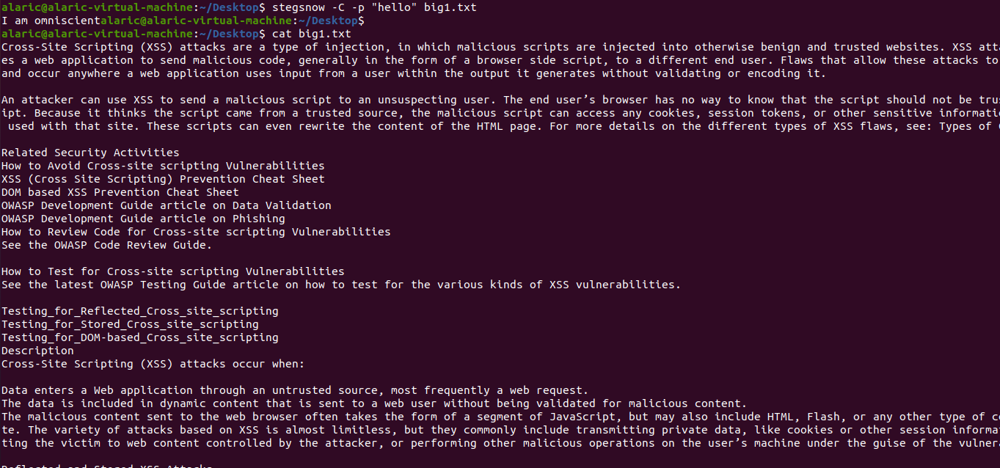 alaric@alaric-virtual-machine:~/Desktop$ stegsnow -C -p "hello" big1.txt
I am omniscientalaric@alaric-virtual-machine:~/Desktop$
alaric@alaric-virtual-machine:~/Desktop$ cat big1.txt
Cross-Site Scripting (XSS) attacks are a type of injection, in which malicious scripts are injected into otherwise benign and trusted websites. XSS
es a web application to send malicious code, generally in the form of a browser side script, to a different end user. Flaws that allow these attacks to
and occur anywhere a web application uses input from a user within the output it generates without validating or encoding it.

An attacker can use XSS to send a malicious script to an unsuspecting user. The end user’s browser has no way to know that the script should not be
ipt. Because it thinks the script came from a trusted source, the malicious script can access any cookies, session tokens, or other sensitive
used with that site. These scripts can even rewrite the content of the HTML page. For more details on the different types of XSS flaws, see: Types of

Related Security Activities
How to Avoid Cross-site scripting Vulnerabilities
XSS (Cross Site Scripting) Prevention Cheat Sheet
DOM based XSS Prevention Cheat Sheet
OWASP Development Guide article on Data Validation
OWASP Development Guide article on Phishing
How to Review Code for Cross-site scripting Vulnerabilities
See the OWASP Code Review Guide.

How to Test for Cross-site scripting Vulnerabilities
See the latest OWASP Testing Guide article on how to test for the various kinds of XSS vulnerabilities.

Testing_for_Reflected_Cross_site_scripting
Testing_for_Stored_Cross_site_scripting
Testing_for_DOM-based_Cross_site_scripting
Description
Cross-Site Scripting (XSS) attacks occur when:

Data enters a Web application through an untrusted source, most frequently a web request.
The data is included in dynamic content that is sent to a web user without being validated for malicious content.
The malicious content sent to the web browser often takes the form of a segment of JavaScript, but may also include HTML, Flash, or any other type of
te. The variety of attacks based on XSS is almost limitless, but they commonly include transmitting private data, like cookies or other session
ting the victim to web content controlled by the attacker, or performing other malicious operations on the user’s machine under the guise of the